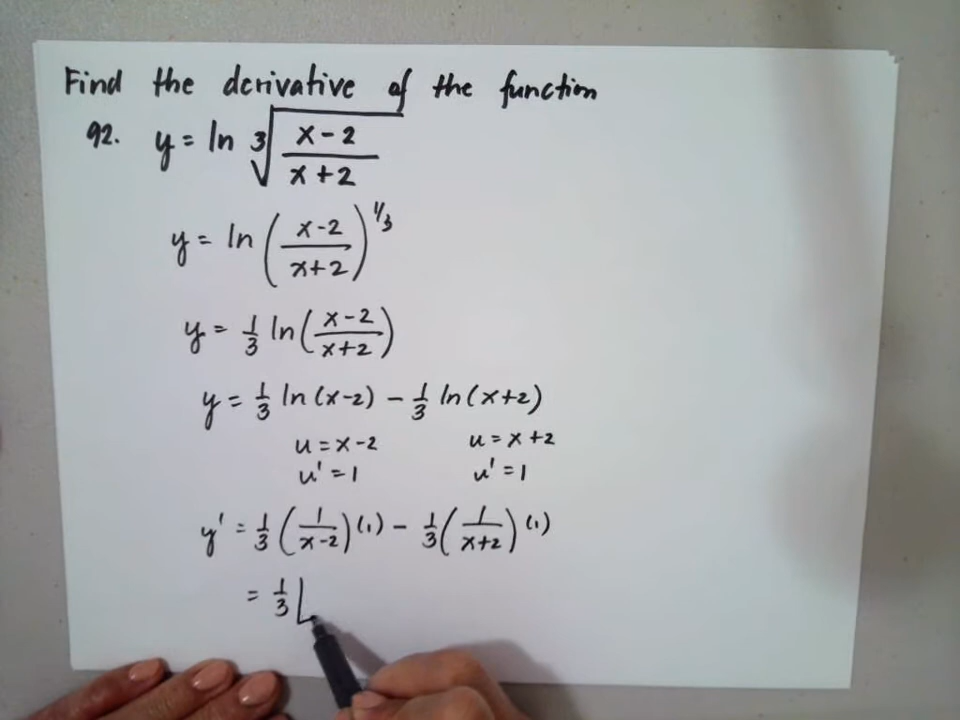 Find the derivative of the function
92. y = ln ∛((x-2)/(x+2))
y = ln ((x-2)/(x+2))^1/3
y = 1/3 ln ((x-2)/(x+2))
y = 1/3 ln (x-2) - 1/3 ln (x+2)
u = x-2 u = x+2
u' = 1 u' = 1
y' = 1/3 (1/(x-2)) (1) - 1/3 (1/(x+2)) (1)
= 1/3 [